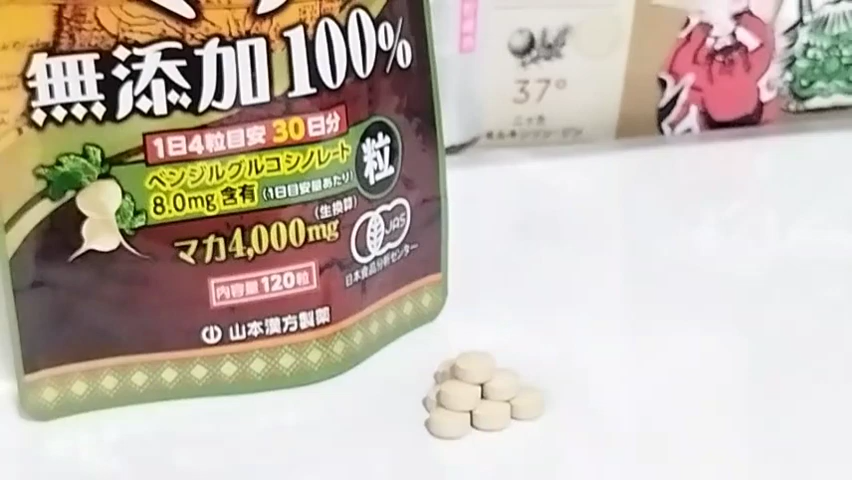 無添加100%
1日4粒目安 30日分
ベンジルグルコシノレート
8.0mg 含有 (1日目安量あたり)
粒
(生換算)
マカ4,000mg
JAS
日本食品分析センター
内容量 120粒
山本漢方製薬
37°